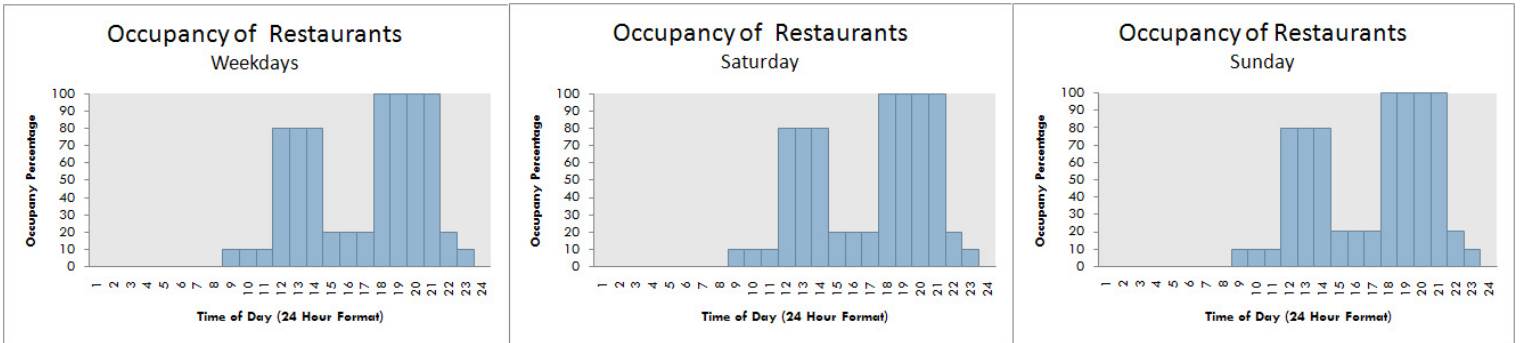 Occupancy of Restaurants
Weekdays
Occupany Percentage
100
90
80
70
60
50
40
30
20
10
0
1 2 3 4 5 6 7 8 9 10 11 12 13 14 15 16 17 18 19 20 21 22 23 24
Time of Day (24 Hour Format)
Occupancy of Restaurants
Saturday
Occupany Percentage
100
90
80
70
60
50
40
30
20
10
0
1 2 3 4 5 6 7 8 9 10 11 12 13 14 15 16 17 18 19 20 21 22 23 24
Time of Day (24 Hour Format)
Occupancy of Restaurants
Sunday
Occupany Percentage
100
90
80
70
60
50
40
30
20
10
0
1 2 3 4 5 6 7 8 9 10 11 12 13 14 15 16 17 18 19 20 21 22 23 24
Time of Day (24 Hour Format)